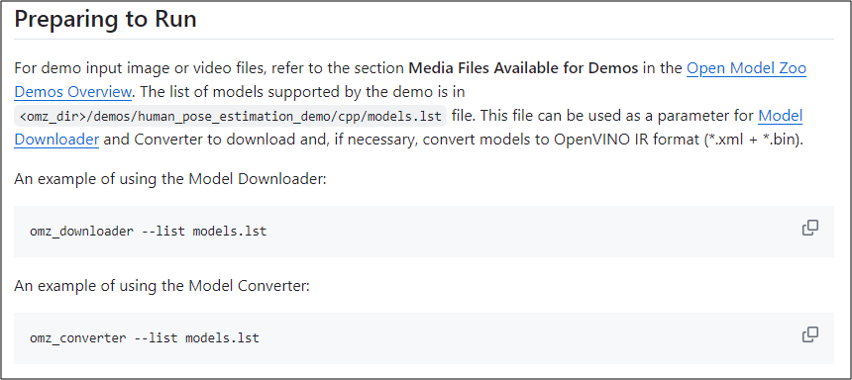 Preparing to Run
For demo input image or video files, refer to the section Media Files Available for Demos in the Open Model Zoo
Demos Overview. The list of models supported by the demo is in
<omz_dir>/demos/human_pose_estimation_demo/cpp/models.lst file. This file can be used as a parameter for Model
Downloader and Converter to download and, if necessary, convert models to OpenVINO IR format (*.xml + *.bin).
An example of using the Model Downloader:
omz_downloader --list models.lst
An example of using the Model Converter:
omz_converter --list models.lst